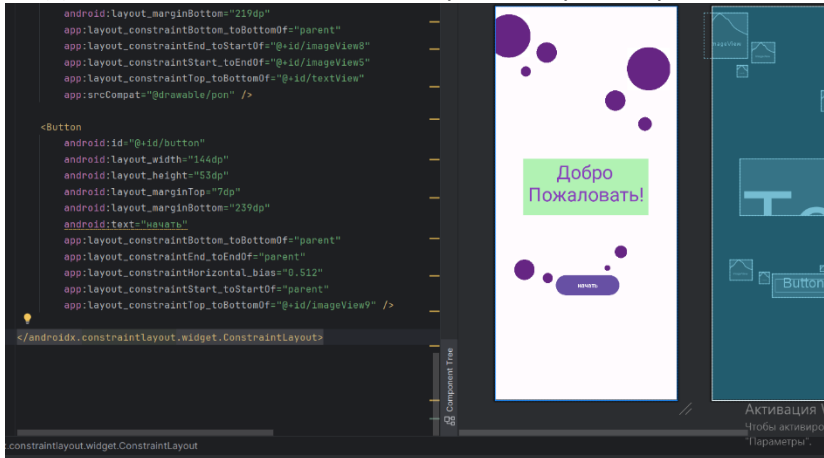 android:layout_marginBottom="219dp"
app:layout_constraintBottom_toBottomOf="parent"
app:layout_constraintEnd_toStartOf="@+id/imageView8"
app:layout_constraintStart_toEndOf="@+id/imageView5"
app:layout_constraintTop_toBottomOf="@+id/textView"
app:srcCompat="@drawable/pon" />
<Button
android:id="@+id/button"
android:layout_width="144dp"
android:layout_height="53dp"
android:layout_marginTop="7dp"
android:layout_marginBottom="239dp"
android:text="начать"
app:layout_constraintBottom_toBottomOf="parent"
app:layout_constraintEnd_toEndOf="parent"
app:layout_constraintHorizontal_bias="0.512"
app:layout_constraintStart_toStartOf="parent"
app:layout_constraintTop_toBottomOf="@+id/imageView9" />
</androidx.constraintlayout.widget.ConstraintLayout>
.constraintlayout.widget.ConstraintLayout
Component Tree
Добро
Пожаловать!
начать
Button
Активация
Чтобы активиро
"Параметры".